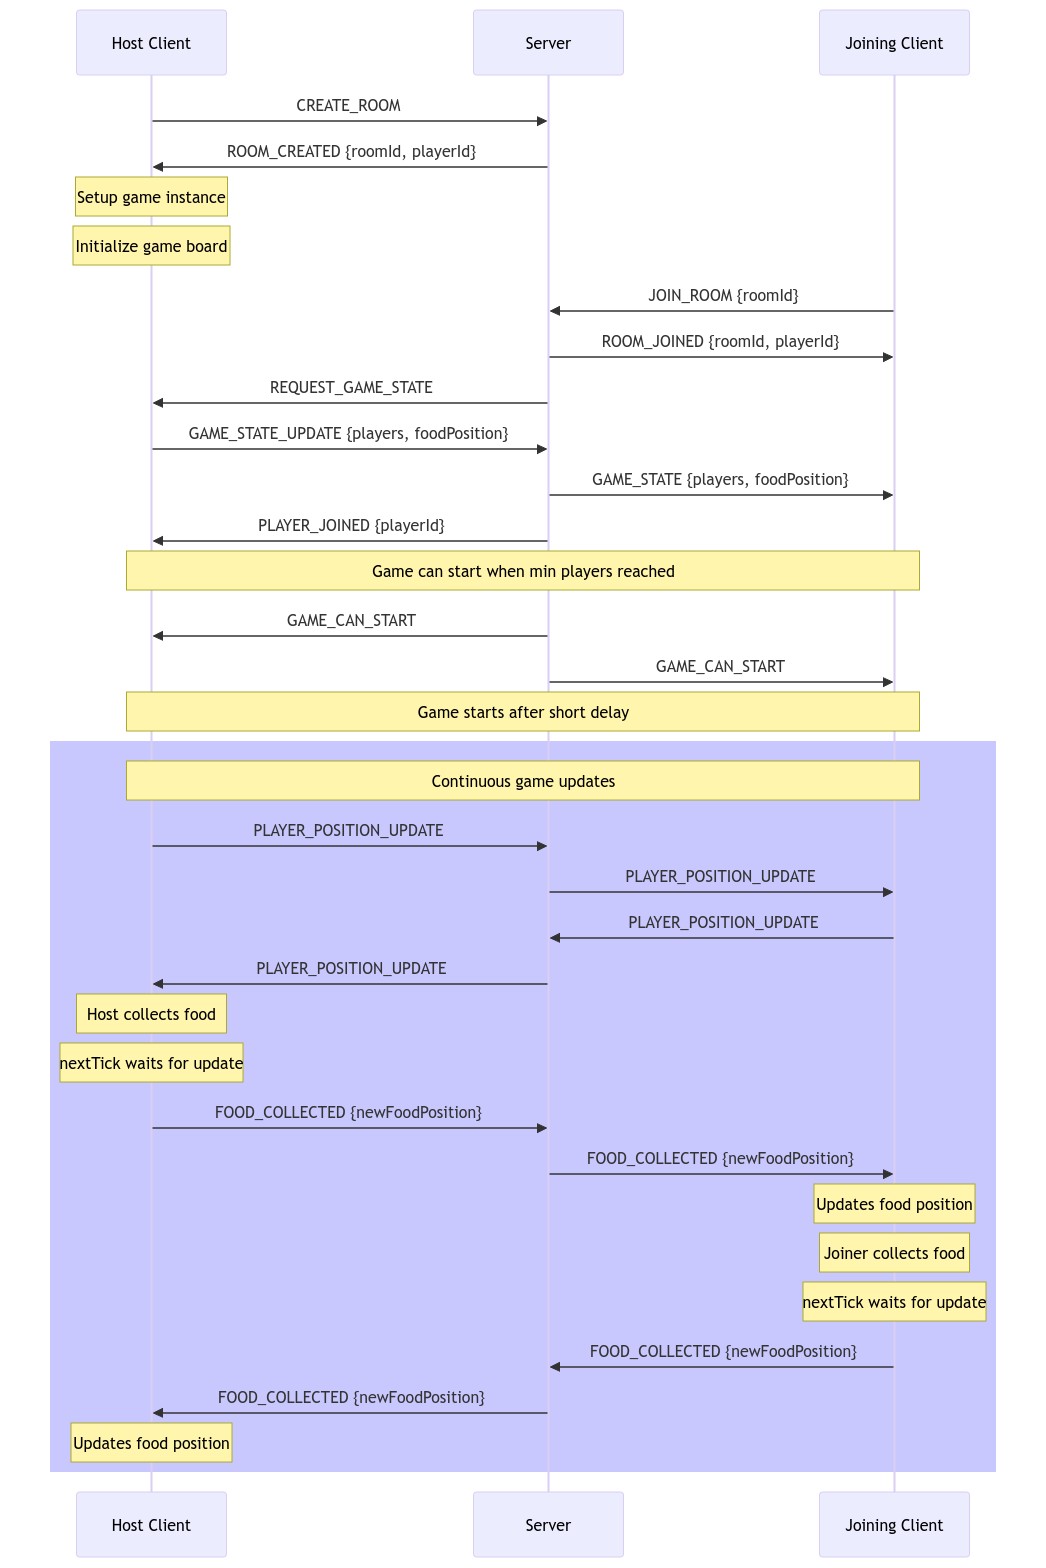 Host Client
Server
Joining Client
CREATE_ROOM
ROOM_CREATED {roomId, playerId}
Setup game instance
Initialize game board
JOIN_ROOM {roomId}
ROOM_JOINED {roomId, playerId}
REQUEST_GAME_STATE
GAME_STATE_UPDATE {players, foodPosition}
GAME_STATE {players, foodPosition}
PLAYER_JOINED {playerId}
Game can start when min players reached
GAME_CAN_START
GAME_CAN_START
Game starts after short delay
Continuous game updates
PLAYER_POSITION_UPDATE
PLAYER_POSITION_UPDATE
PLAYER_POSITION_UPDATE
PLAYER_POSITION_UPDATE
Host collects food
nextTick waits for update
FOOD_COLLECTED {newFoodPosition}
FOOD_COLLECTED {newFoodPosition}
Updates food position
Joiner collects food
nextTick waits for update
FOOD_COLLECTED {newFoodPosition}
FOOD_COLLECTED {newFoodPosition}
Updates food position
Host Client
Server
Joining Client